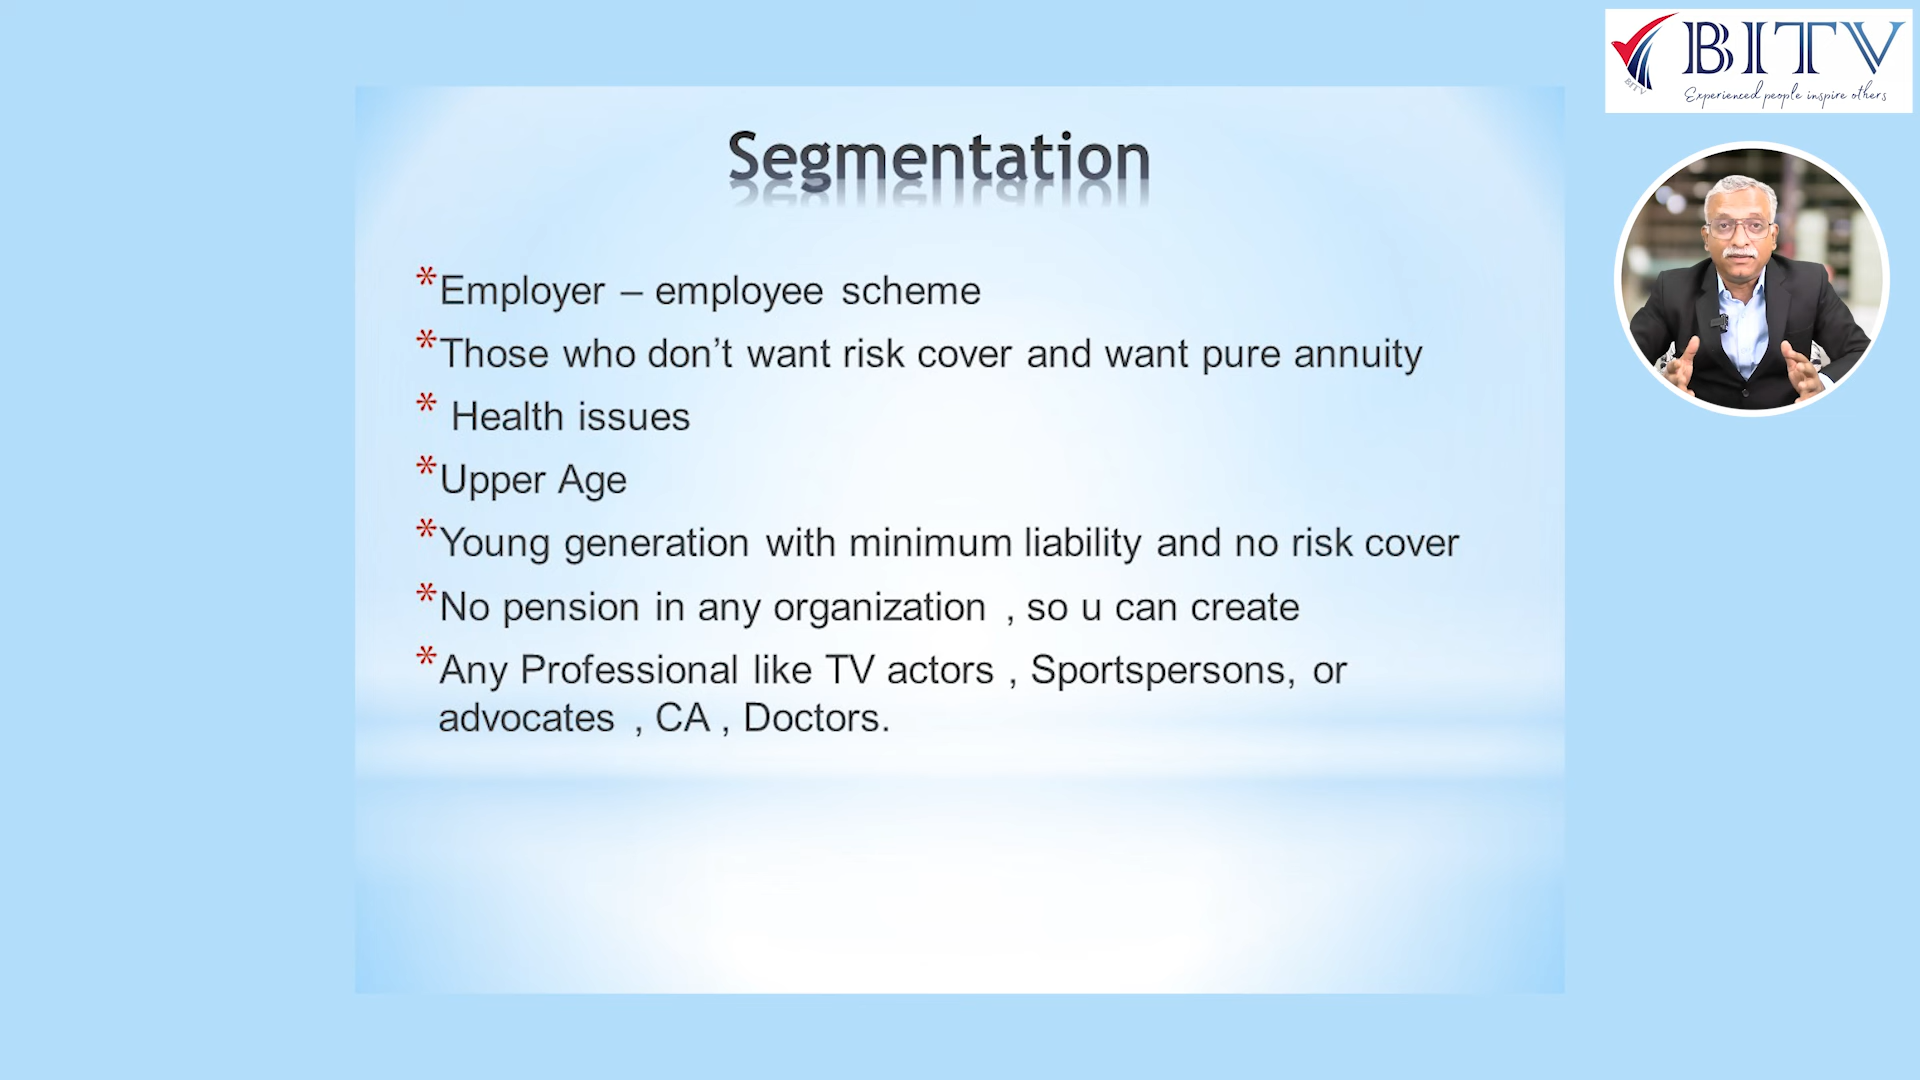 BITV
Experienced people inspire others
BITV
Segmentation
*Employer – employee scheme
*Those who don’t want risk cover and want pure annuity
* Health issues
*Upper Age
*Young generation with minimum liability and no risk cover
*No pension in any organization , so u can create
*Any Professional like TV actors , Sportspersons, or
advocates , CA , Doctors.